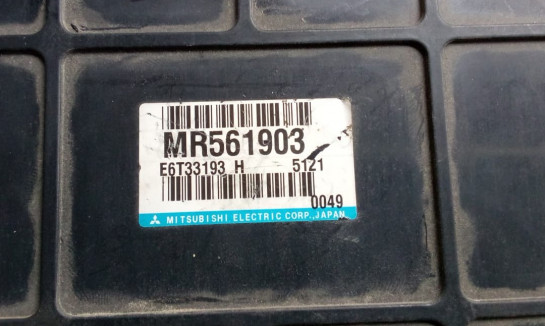 MR561903
E6T33193 H 5121
0049
MITSUBISHI ELECTRIC CORP., JAPAN